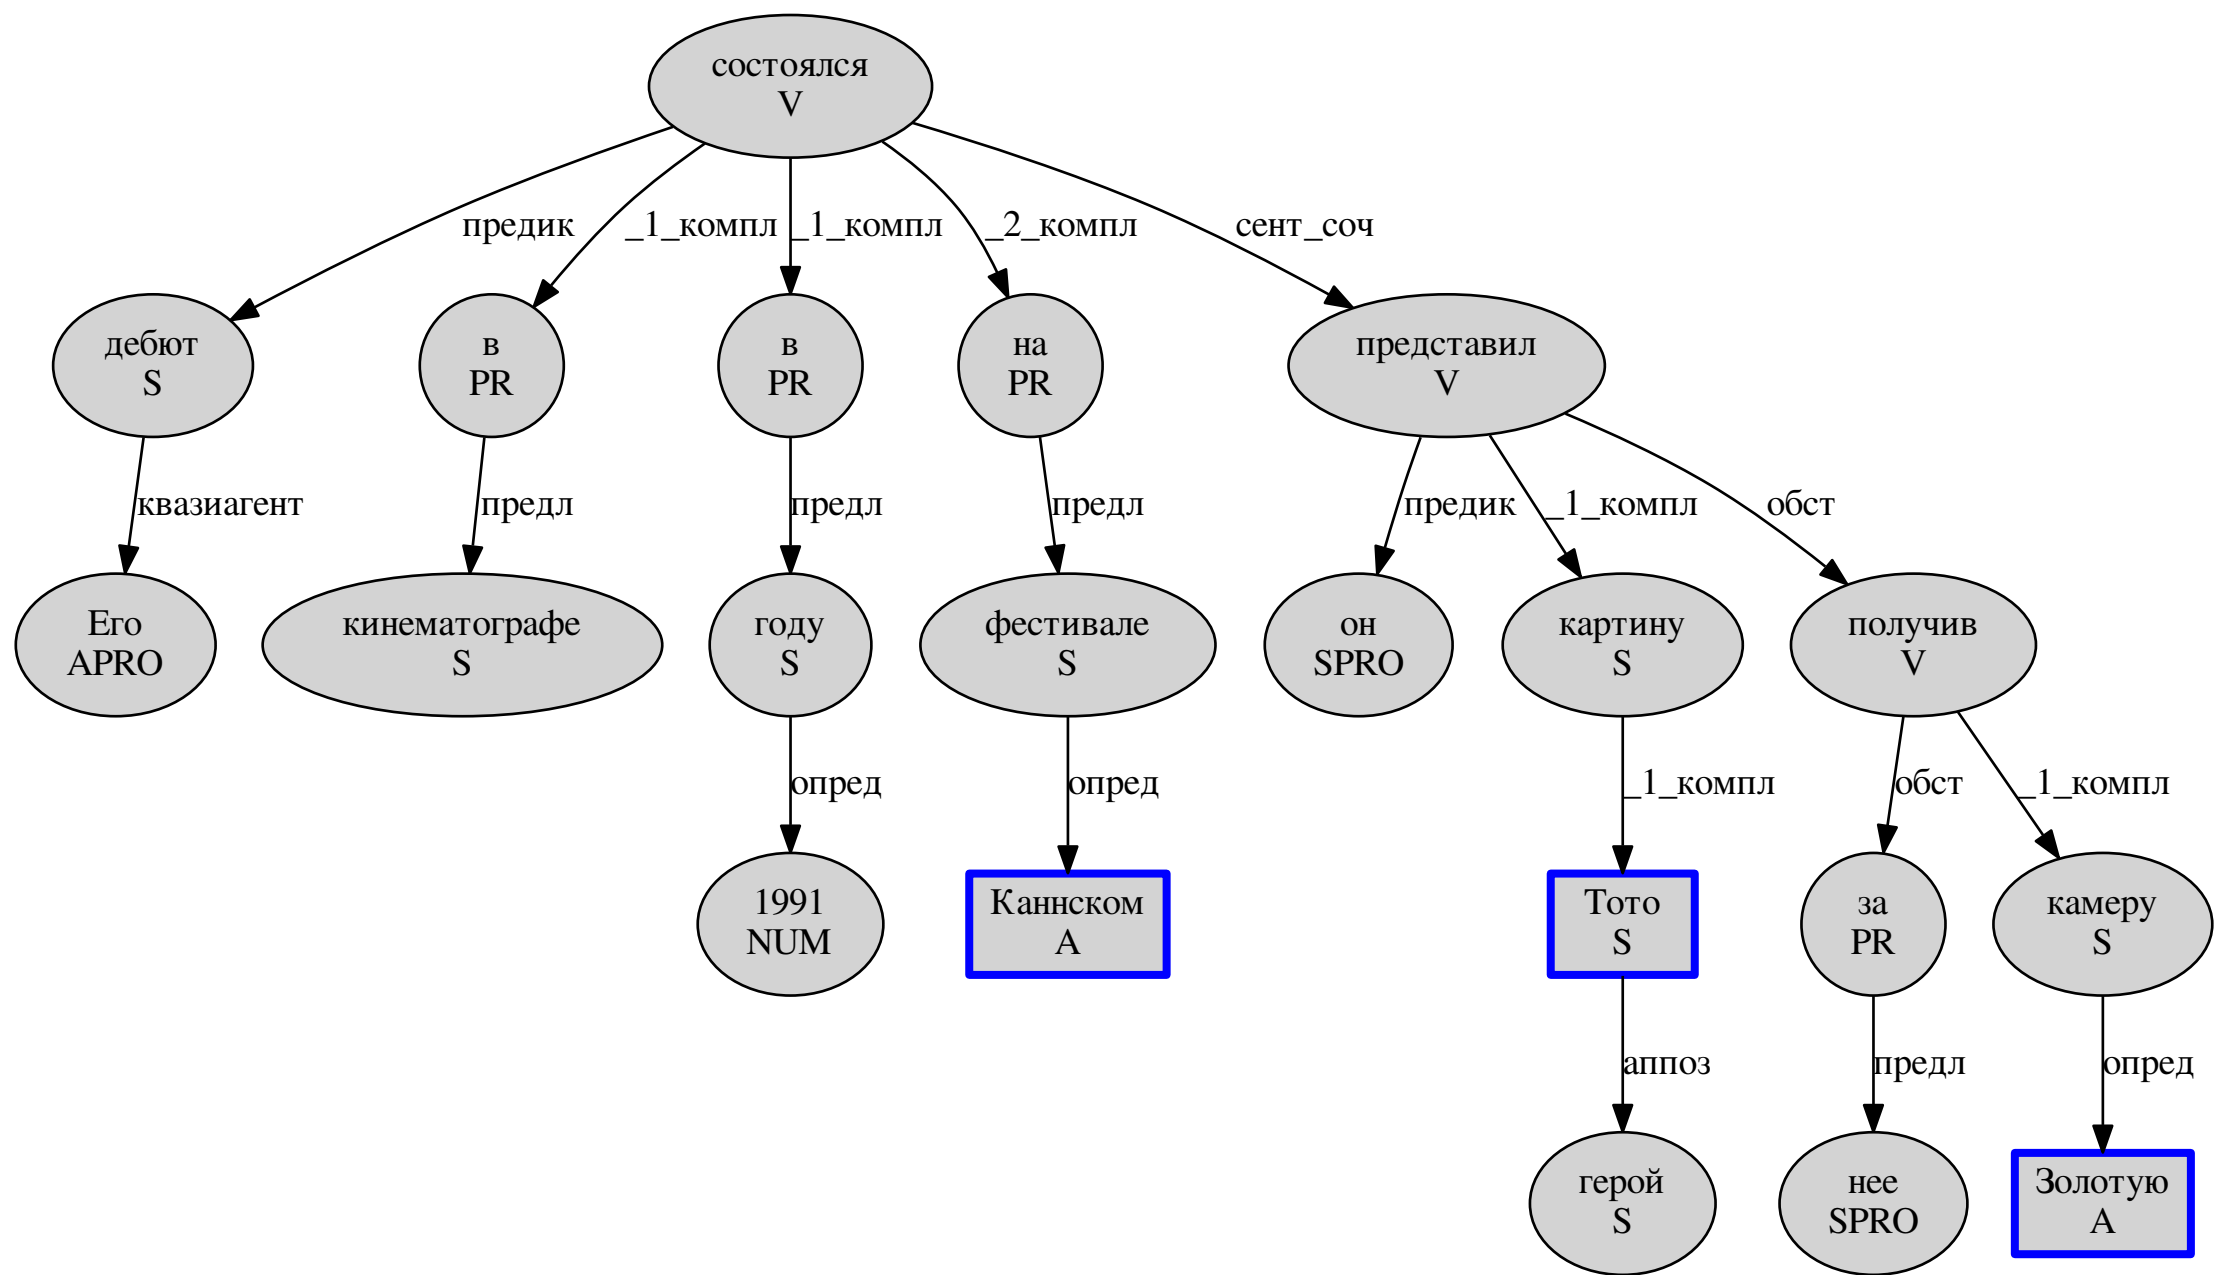 состоялся
V
предик
_1_компл
_1_компл
_2_компл
сент_соч
дебют
S
в
PR
в
PR
на
PR
представил
V
квазиагент
предл
предл
предл
предик
_1_компл
обст
Его
APRO
кинематографе
S
году
S
фестивале
S
он
SPRO
картину
S
получив
V
опред
опред
_1_компл
обст
_1_компл
1991
NUM
Каннском
A
Тото
S
за
PR
камеру
S
аппоз
предл
опред
герой
S
нее
SPRO
Золотую
A